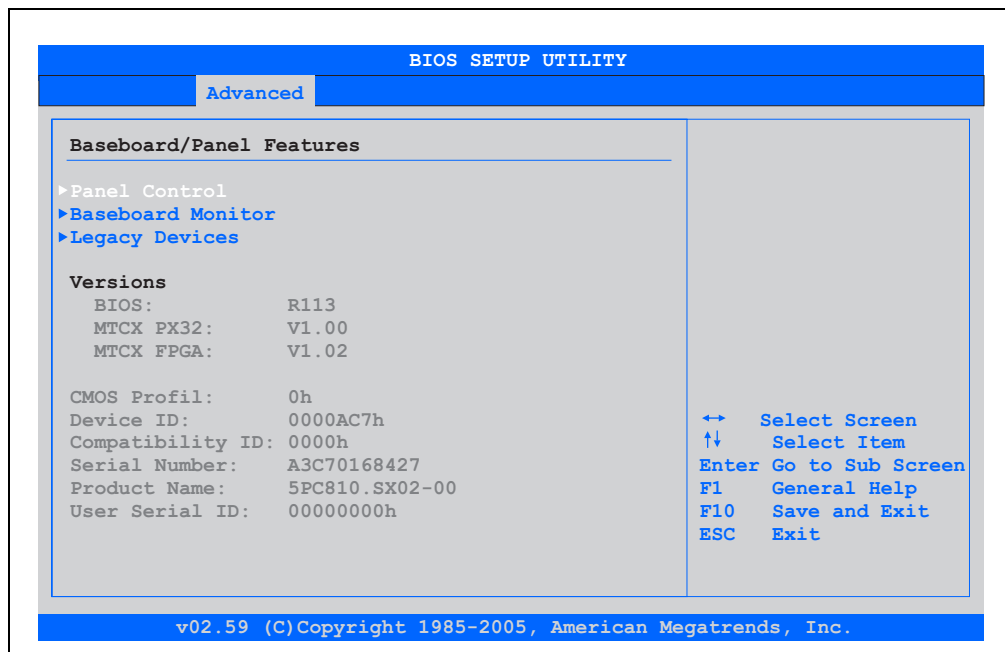 BIOS SETUP UTILITY
Advanced
Baseboard/Panel Features
Panel Control
Baseboard Monitor
Legacy Devices
Versions
BIOS: R113
MTCX PX32: V1.00
MTCX FPGA: V1.02
CMOS Profil: 0h
Device ID: 0000AC7h
Compatibility ID: 0000h
Serial Number: A3C70168427
Product Name: 5PC810.SX02-00
User Serial ID: 00000000h
↔ Select Screen
↑↓ Select Item
Enter Go to Sub Screen
F1 General Help
F10 Save and Exit
ESC Exit
v02.59 (C)Copyright 1985-2005, American Megatrends, Inc.